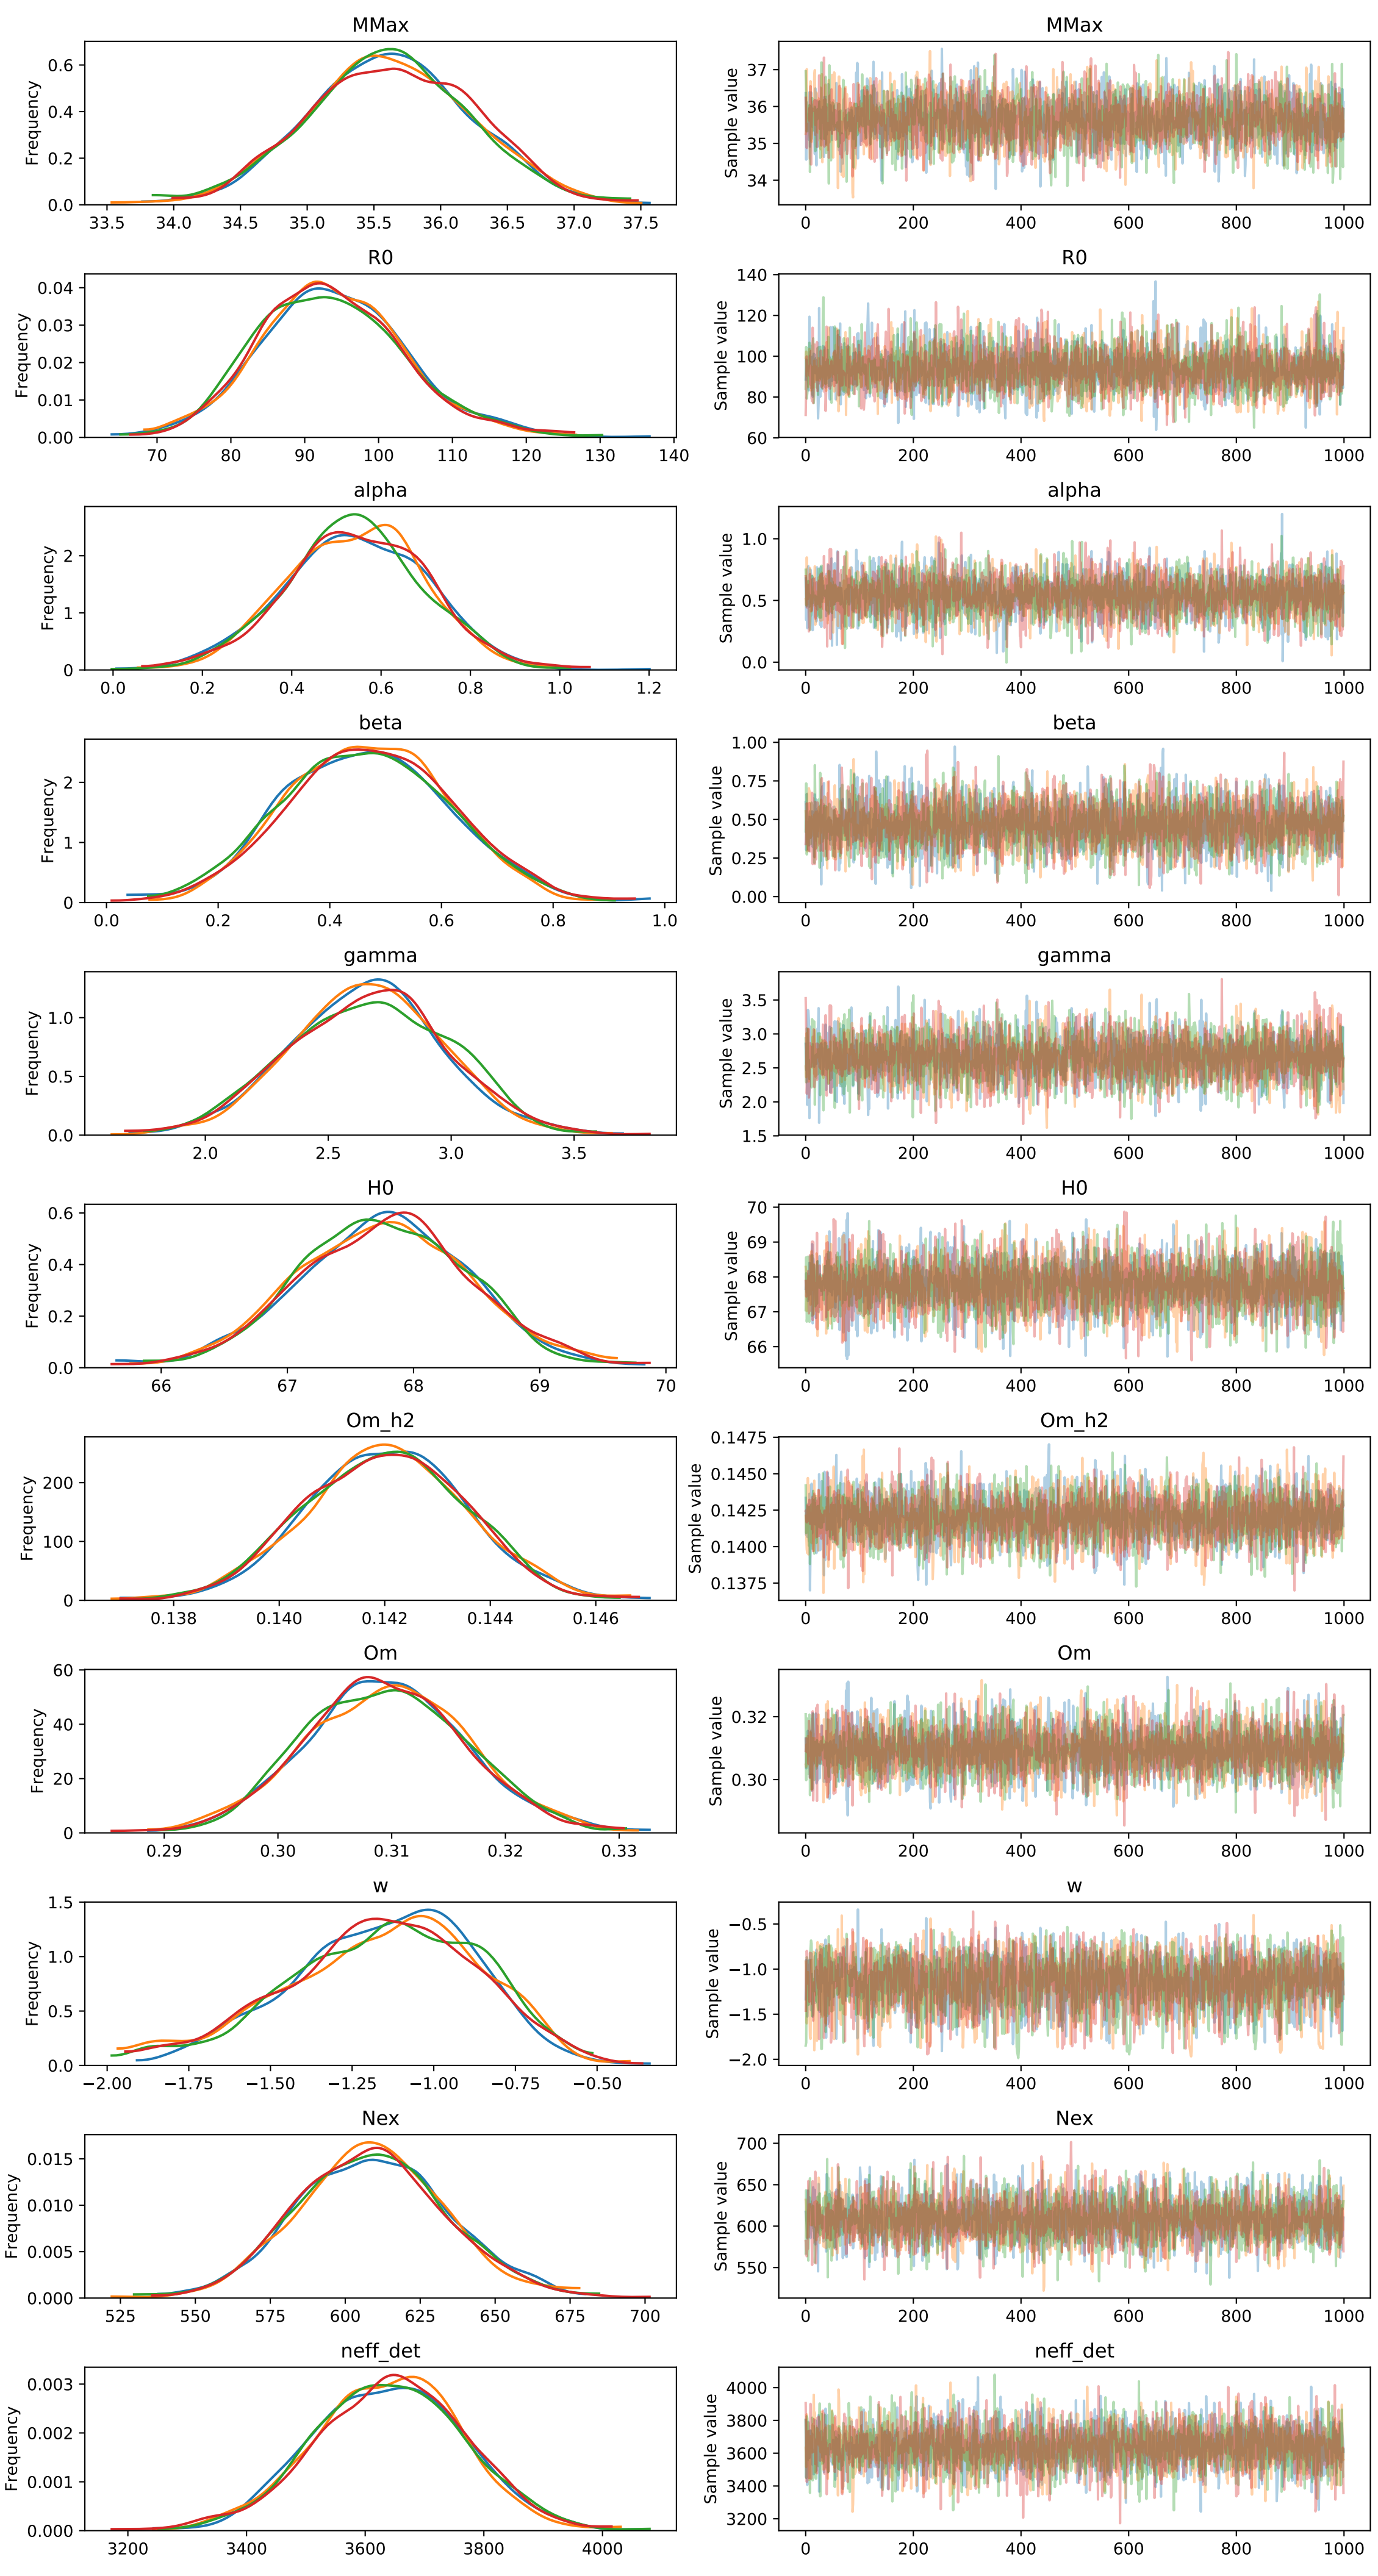 MMax MMax
Frequency 0.0 0.2 0.4 0.6
33.5 34.0 34.5 35.0 35.5 36.0 36.5 37.0 37.5
Sample value 34 35 36 37
0 200 400 600 800 1000
R0 R0
Frequency 0.00 0.01 0.02 0.03 0.04
70 80 90 100 110 120 130 140
Sample value 60 80 100 120 140
0 200 400 600 800 1000
alpha alpha
Frequency 0 1 2
0.0 0.2 0.4 0.6 0.8 1.0 1.2
Sample value 0.0 0.5 1.0
0 200 400 600 800 1000
beta beta
Frequency 0 1 2
0.0 0.2 0.4 0.6 0.8 1.0
Sample value 0.00 0.25 0.50 0.75 1.00
0 200 400 600 800 1000
gamma gamma
Frequency 0.0 0.5 1.0
2.0 2.5 3.0 3.5
Sample value 1.5 2.0 2.5 3.0 3.5
0 200 400 600 800 1000
H0 H0
Frequency 0.0 0.2 0.4 0.6
66 67 68 69 70
Sample value 66 67 68 69 70
0 200 400 600 800 1000
Om_h2 Om_h2
Frequency 0 100 200
0.138 0.140 0.142 0.144 0.146
Sample value 0.1375 0.1400 0.1425 0.1450 0.1475
0 200 400 600 800 1000
Om Om
Frequency 0 20 40 60
0.29 0.30 0.31 0.32 0.33
Sample value 0.30 0.32
0 200 400 600 800 1000
w w
Frequency 0.0 0.5 1.0 1.5
−2.00 −1.75 −1.50 −1.25 −1.00 −0.75 −0.50
Sample value −2.0 −1.5 −1.0 −0.5
0 200 400 600 800 1000
Nex Nex
Frequency 0.000 0.005 0.010 0.015
525 550 575 600 625 650 675 700
Sample value 550 600 650 700
0 200 400 600 800 1000
neff_det neff_det
Frequency 0.000 0.001 0.002 0.003
3200 3400 3600 3800 4000
Sample value 3200 3400 3600 3800 4000
0 200 400 600 800 1000